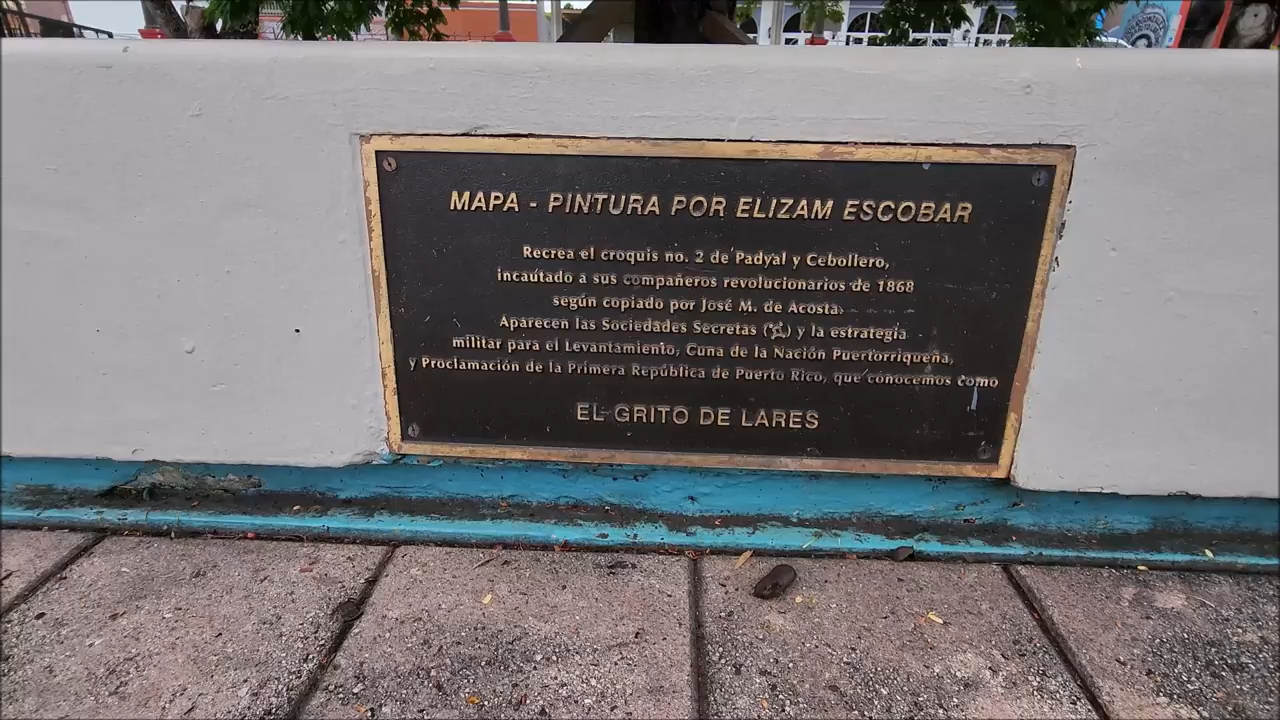 MAPA - PINTURA POR ELIZAM ESCOBAR
Recrea el croquis no. 2 de Padyal y Cebollero,
incautado a sus compañeros revolucionarios de 1868
según copiado por José M. de Acosta.
Aparecen las Sociedades Secretas () y la estrategia
militar para el Levantamiento, Cuna de la Nación Puertorriqueña,
y Proclamación de la Primera República de Puerto Rico, que conocemos como
EL GRITO DE LARES